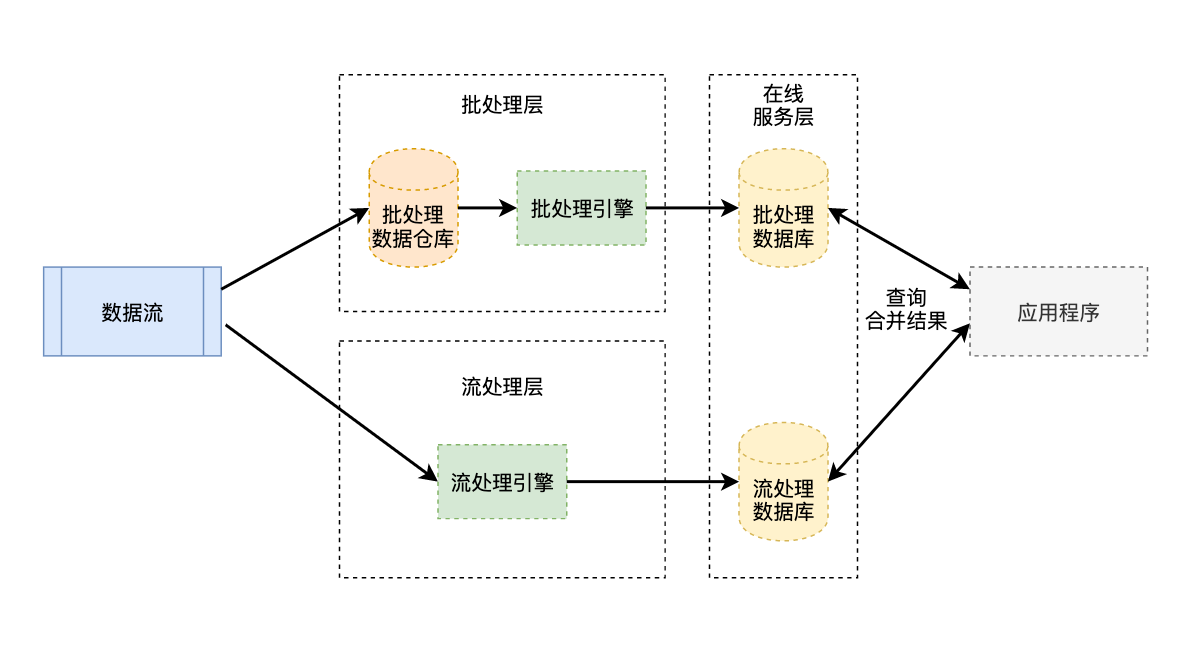 批处理层
在线
服务层
批处理
数据仓库
批处理引擎
批处理
数据库
数据流
查询
合并结果
应用程序
流处理层
流处理引擎
流处理
数据库